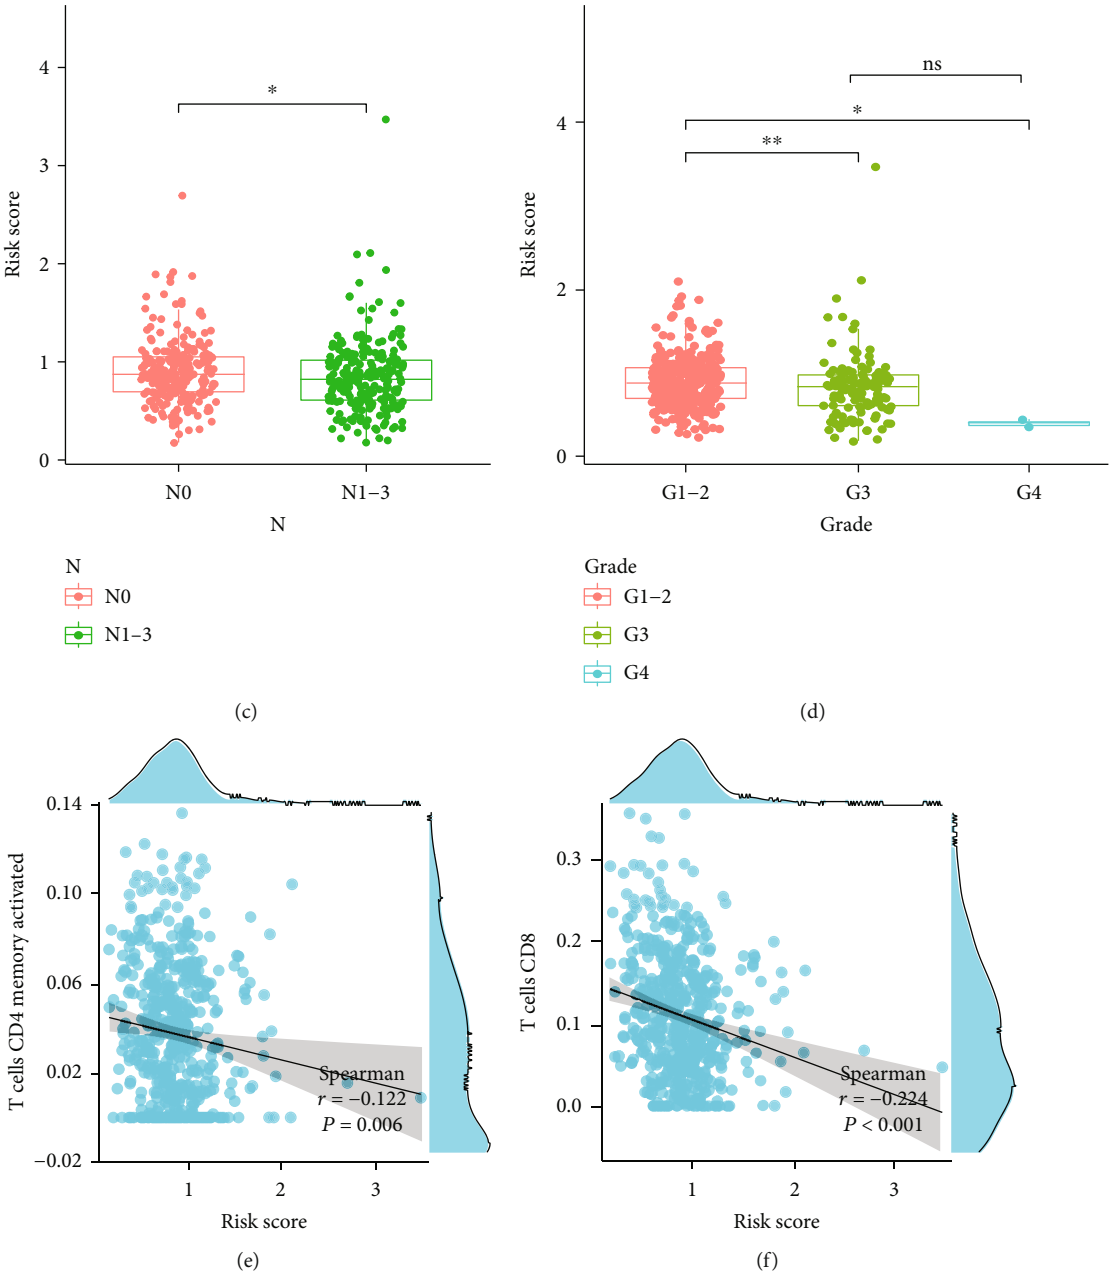 Risk score
4
3
2
1
0
*
N0
N1−3
N
N
N0
N1−3
(c)
Risk score
4
2
0
ns
*
**
G1−2
G3
G4
Grade
Grade
G1−2
G3
G4
(d)
T cells CD4 memory activated
0.14
0.10
0.06
0.02
−0.02
Spearman
r = −0.122
P = 0.006
1
2
3
Risk score
(e)
T cells CD8
0.3
0.2
0.1
0.0
Spearman
r = −0.224
P < 0.001
1
2
3
Risk score
(f)